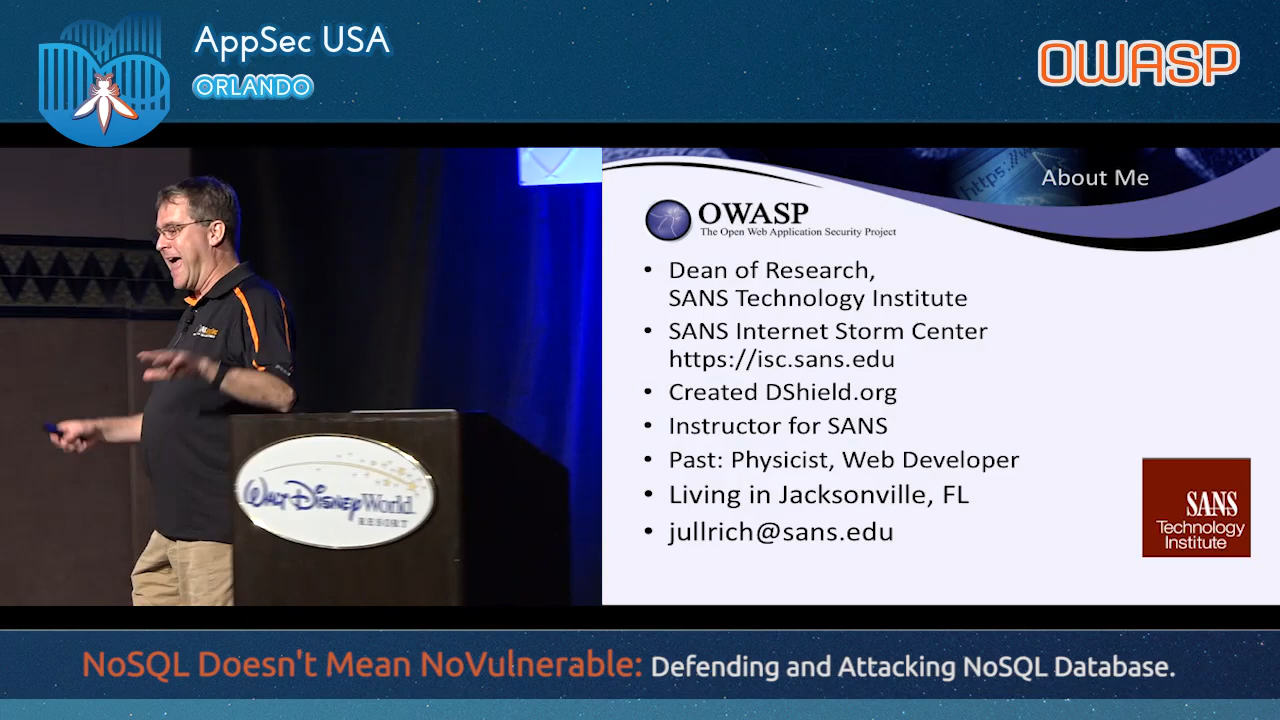 AppSec USA
ORLANDO
OWASP
About Me
OWASP
The Open Web Application Security Project
• Dean of Research,
SANS Technology Institute
• SANS Internet Storm Center
https://isc.sans.edu
• Created DShield.org
• Instructor for SANS
• Past: Physicist, Web Developer
• Living in Jacksonville, FL
• jullrich@sans.edu
SANS
Technology
Institute
WALT DISNEY World
RESORT
NoSQL Doesn't Mean NoVulnerable: Defending and Attacking NoSQL Database.